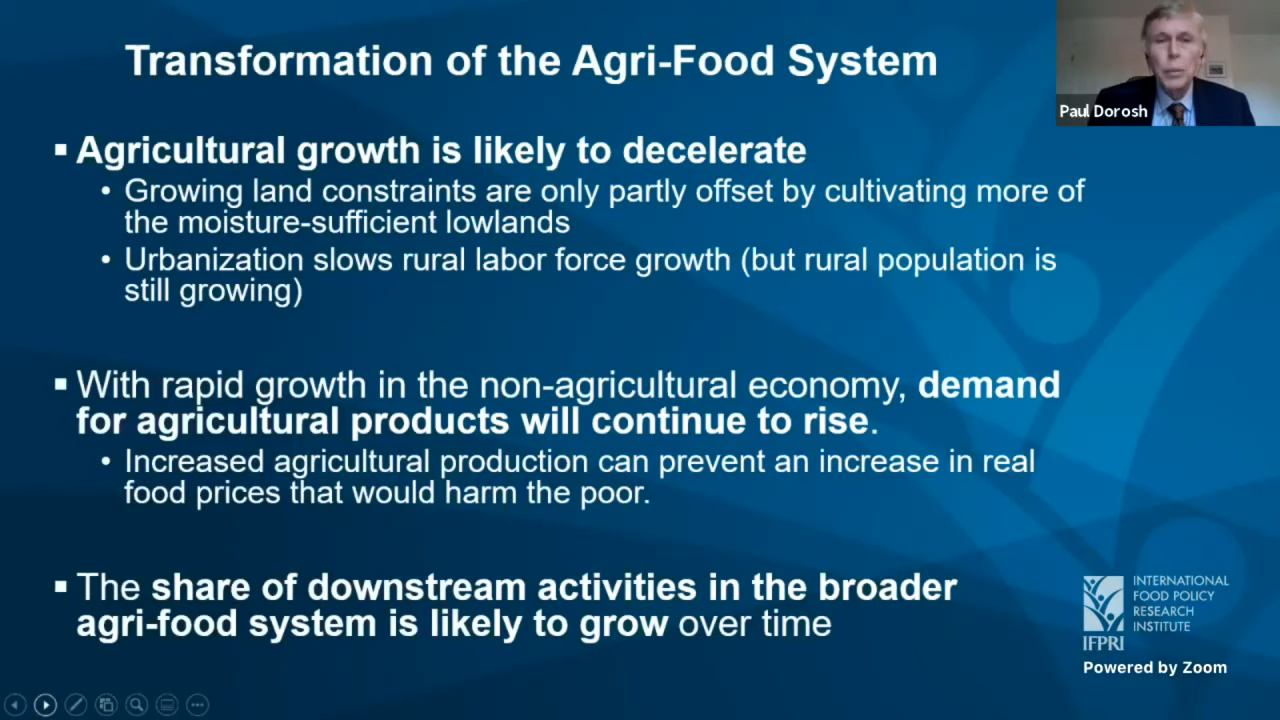 Transformation of the Agri-Food System
Paul Dorosh
▪ Agricultural growth is likely to decelerate
• Growing land constraints are only partly offset by cultivating more of
the moisture-sufficient lowlands
• Urbanization slows rural labor force growth (but rural population is
still growing)
▪ With rapid growth in the non-agricultural economy, demand
for agricultural products will continue to rise.
• Increased agricultural production can prevent an increase in real
food prices that would harm the poor.
▪ The share of downstream activities in the broader
agri-food system is likely to grow over time
INTERNATIONAL
FOOD POLICY
RESEARCH
INSTITUTE
IFPRI
Powered by Zoom